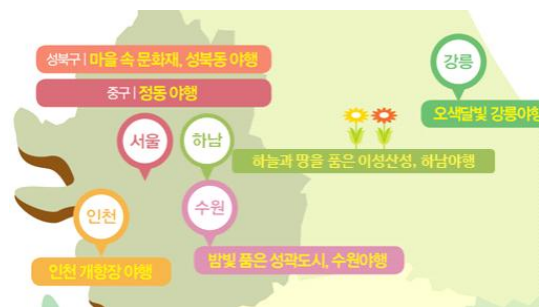 성북구 | 마을 속 문화재, 성북동 야행
중구 | 정동 야행
강릉
오색달빛 강릉야행
서울
하남
하늘과 땅을 품은 이성산성, 하남야행
인천
수원
인천 개항장 야행
밤빛 품은 성곽도시, 수원야행